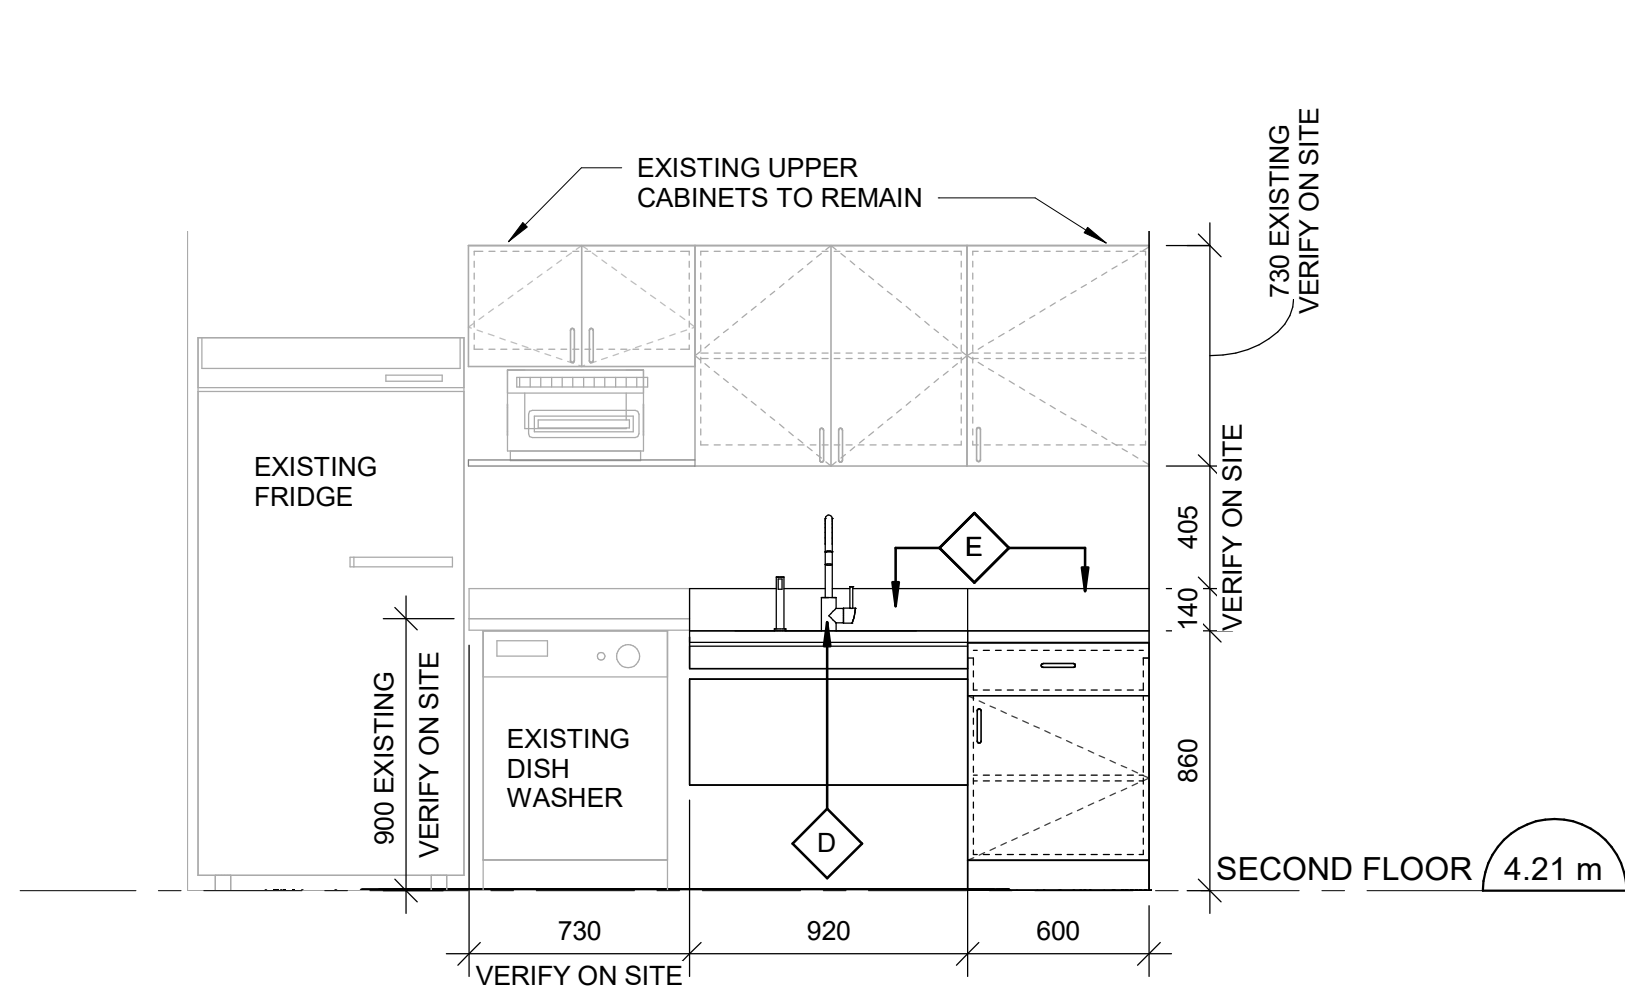 EXISTING UPPER
CABINETS TO REMAIN
730 EXISTING
VERIFY ON SITE
EXISTING
FRIDGE
E
405
140
VERIFY ON SITE
900 EXISTING
VERIFY ON SITE
EXISTING
DISH
WASHER
D
860
SECOND FLOOR
4.21 m
730
920
600
VERIFY ON SITE